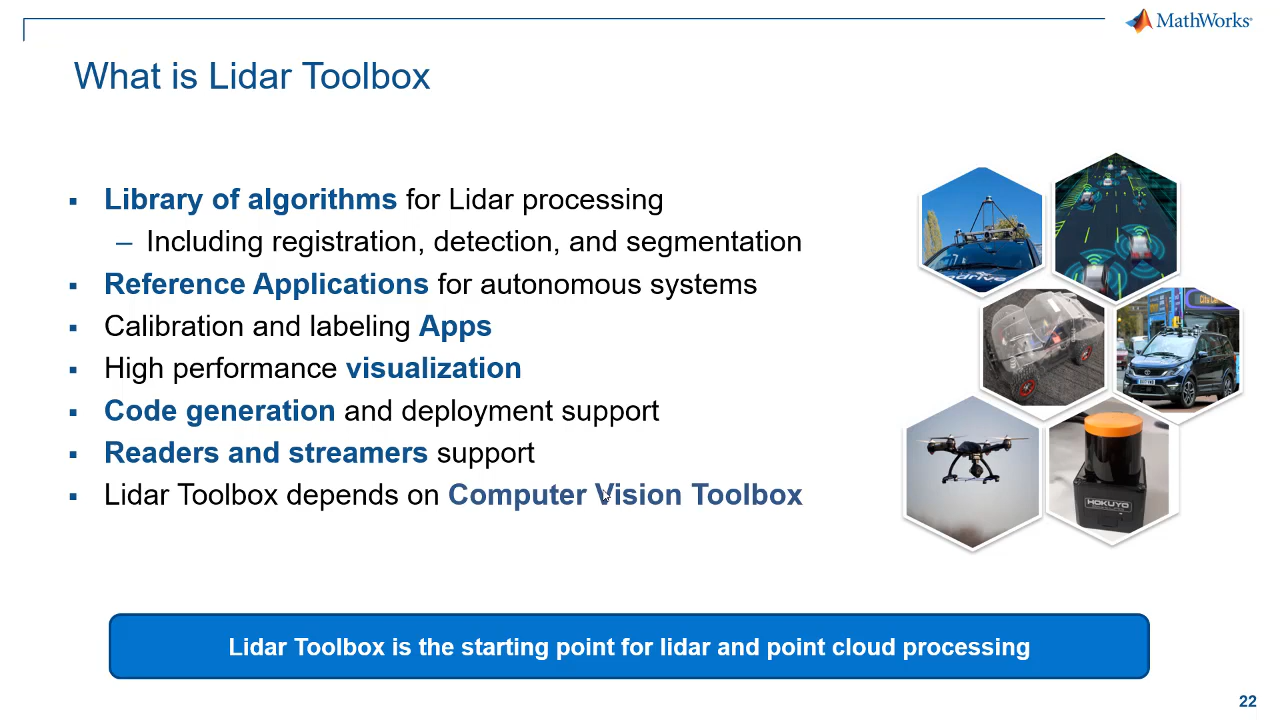 MathWorks
What is Lidar Toolbox
▪ Library of algorithms for Lidar processing
– Including registration, detection, and segmentation
▪ Reference Applications for autonomous systems
▪ Calibration and labeling Apps
▪ High performance visualization
▪ Code generation and deployment support
▪ Readers and streamers support
▪ Lidar Toolbox depends on Computer Vision Toolbox
drive
HOKUYO
Lidar Toolbox is the starting point for lidar and point cloud processing
22